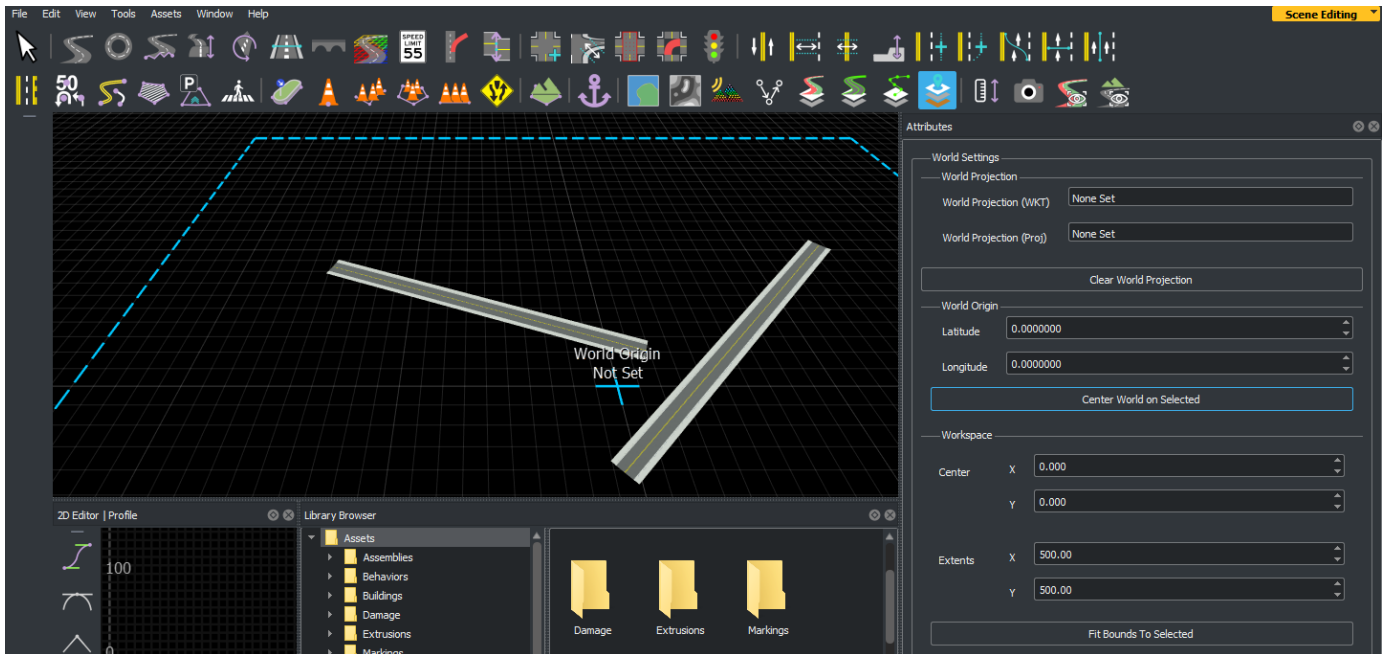 File Edit View Tools Assets Window Help
Scene Editing
SPEED LIMIT 55
50
P
Attributes
World Settings
World Projection
World Projection (WKT) None Set
World Projection (Proj) None Set
Clear World Projection
World Origin
Latitude 0.0000000
Longitude 0.0000000
Center World on Selected
Workspace
Center X 0.000
Y 0.000
Extents X 500.00
Y 500.00
Fit Bounds To Selected
World Origin
Not Set
2D Editor | Profile
100
0
Library Browser
Assets
Assemblies
Behaviors
Buildings
Damage
Extrusions
Markings
Damage Extrusions Markings